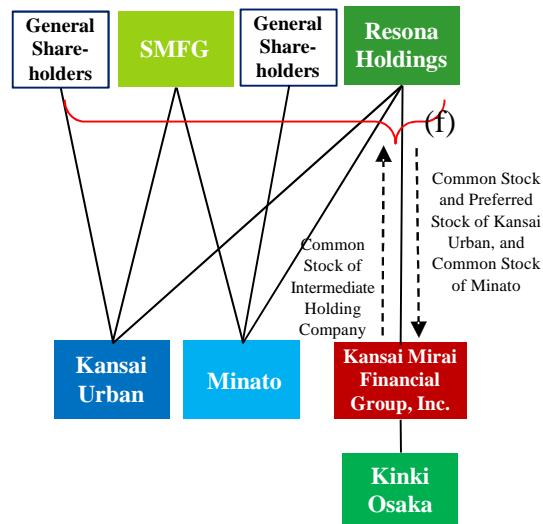 General
Share-
holders
SMFG
General
Share-
holders
Resona
Holdings
(f)
Common
Stock of
Intermediate
Holding
Company
Common Stock
and Preferred
Stock of Kansai
Urban, and
Common Stock
of Minato
Kansai
Urban
Minato
Kansai Mirai
Financial
Group, Inc.
Kinki
Osaka